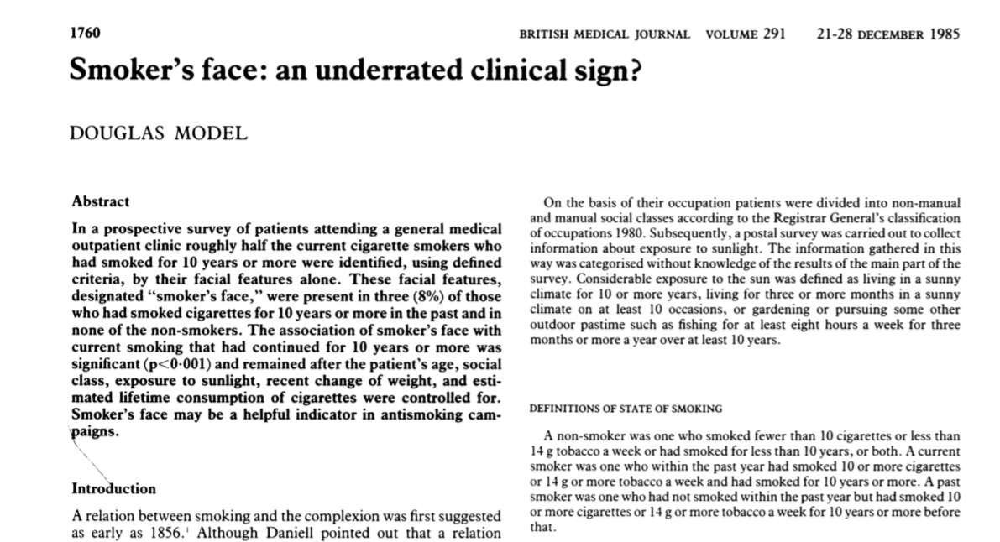 1760
BRITISH MEDICAL JOURNAL VOLUME 291 21-28 DECEMBER 1985
Smoker's face: an underrated clinical sign?
DOUGLAS MODEL
Abstract
In a prospective survey of patients attending a general medical
outpatient clinic roughly half the current cigarette smokers who
had smoked for 10 years or more were identified, using defined
criteria, by their facial features alone. These facial features,
designated "smoker's face," were present in three (8%) of those
who had smoked cigarettes for 10 years or more in the past and in
none of the non-smokers. The association of smoker's face with
current smoking that had continued for 10 years or more was
significant (p<0·001) and remained after the patient's age, social
class, exposure to sunlight, recent change of weight, and esti-
mated lifetime consumption of cigarettes were controlled for.
Smoker's face may be a helpful indicator in antismoking cam-
paigns.
Introduction
A relation between smoking and the complexion was first suggested
as early as 1856.¹ Although Daniell pointed out that a relation
On the basis of their occupation patients were divided into non-manual
and manual social classes according to the Registrar General's classification
of occupations 1980. Subsequently, a postal survey was carried out to collect
information about exposure to sunlight. The information gathered in this
way was categorised without knowledge of the results of the main part of the
survey. Considerable exposure to the sun was defined as living in a sunny
climate for 10 or more years, living for three or more months in a sunny
climate on at least 10 occasions, or gardening or pursuing some other
outdoor pastime such as fishing for at least eight hours a week for three
months or more a year over at least 10 years.
DEFINITIONS OF STATE OF SMOKING
A non-smoker was one who smoked fewer than 10 cigarettes or less than
14 g tobacco a week or had smoked for less than 10 years, or both. A current
smoker was one who within the past year had smoked 10 or more cigarettes
or 14 g or more tobacco a week and had smoked for 10 years or more. A past
smoker was one who had not smoked within the past year but had smoked 10
or more cigarettes or 14 g or more tobacco a week for 10 years or more before
that.